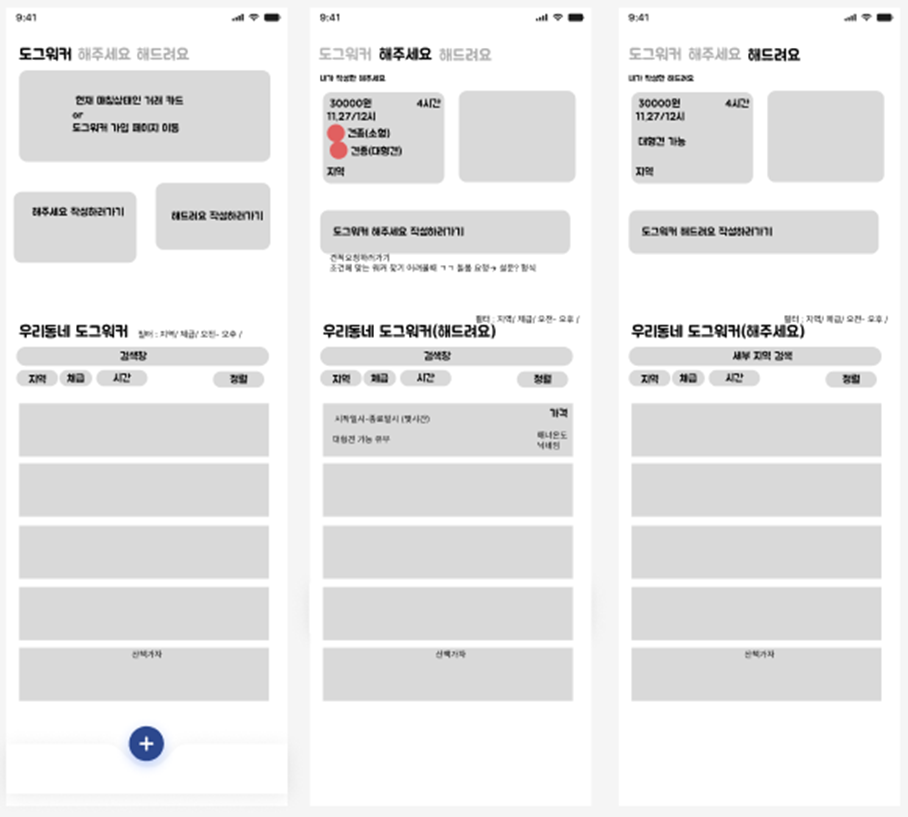 9:41
도그워커 해주세요 해드려요
현재 매칭상태인 거래 카드
or
도그워커 가입 페이지 이동
해주세요 작성하러가기
해드려요 작성하러가기
우리동네 도그워커
필터 : 지역/ 체급/ 오전- 오후 /
검색창
지역 체급 시간 정렬
산책가자
+
9:41
도그워커 해주세요 해드려요
내가 작성한 해주세요
30000원 4시간
11.27/12시
견종(소형)
견종(대형견)
지역
도그워커 해주세요 작성하러가기
견적요청하러가기
조건에 맞는 워커 찾기 어려울때 ㄱㄱ 돌봄 요청→ 설문? 형식
필터 : 지역/ 체급/ 오전- 오후 /
우리동네 도그워커(해드려요)
검색창
지역 체급 시간 정렬
시작일시-종료일시 (몇시간) 가격
대형견 가능 유무 매너온도
닉네임
산책가자
9:41
도그워커 해주세요 해드려요
내가 작성한 해드려요
30000원 4시간
11.27/12시
대형견 가능
지역
도그워커 해드려요 작성하러가기
필터 : 지역/ 체급/ 오전- 오후 /
우리동네 도그워커(해주세요)
세부 지역 검색
지역 체급 시간 정렬
산책가자